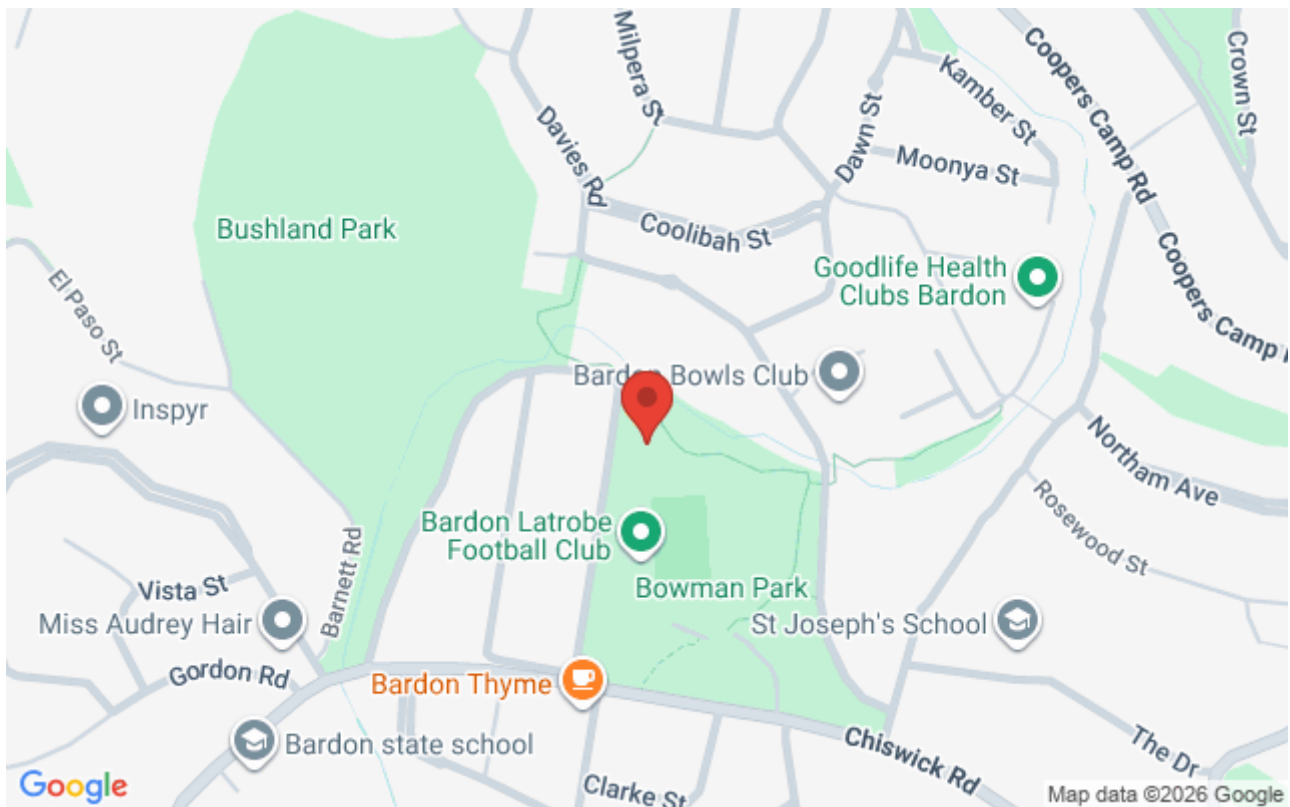 Milpera St
Coopers Camp Rd
Crown St
Kamber St
Davies Rd
Dawn St
Moonya St
Bushland Park
Coolibah St
Goodlife Health
Clubs Bardon
Coopers Camp
El Paso St
Bardon Bowls Club
Inspyr
Northam Ave
Rosewood St
Bardon Latrobe
Football Club
Barnett Rd
Vista St
Bowman Park
Miss Audrey Hair
St Joseph's School
Gordon Rd
Bardon Thyme
Bardon state school
Chiswick Rd
The Dr
Clarke St
Google
Map data ©2026 Google